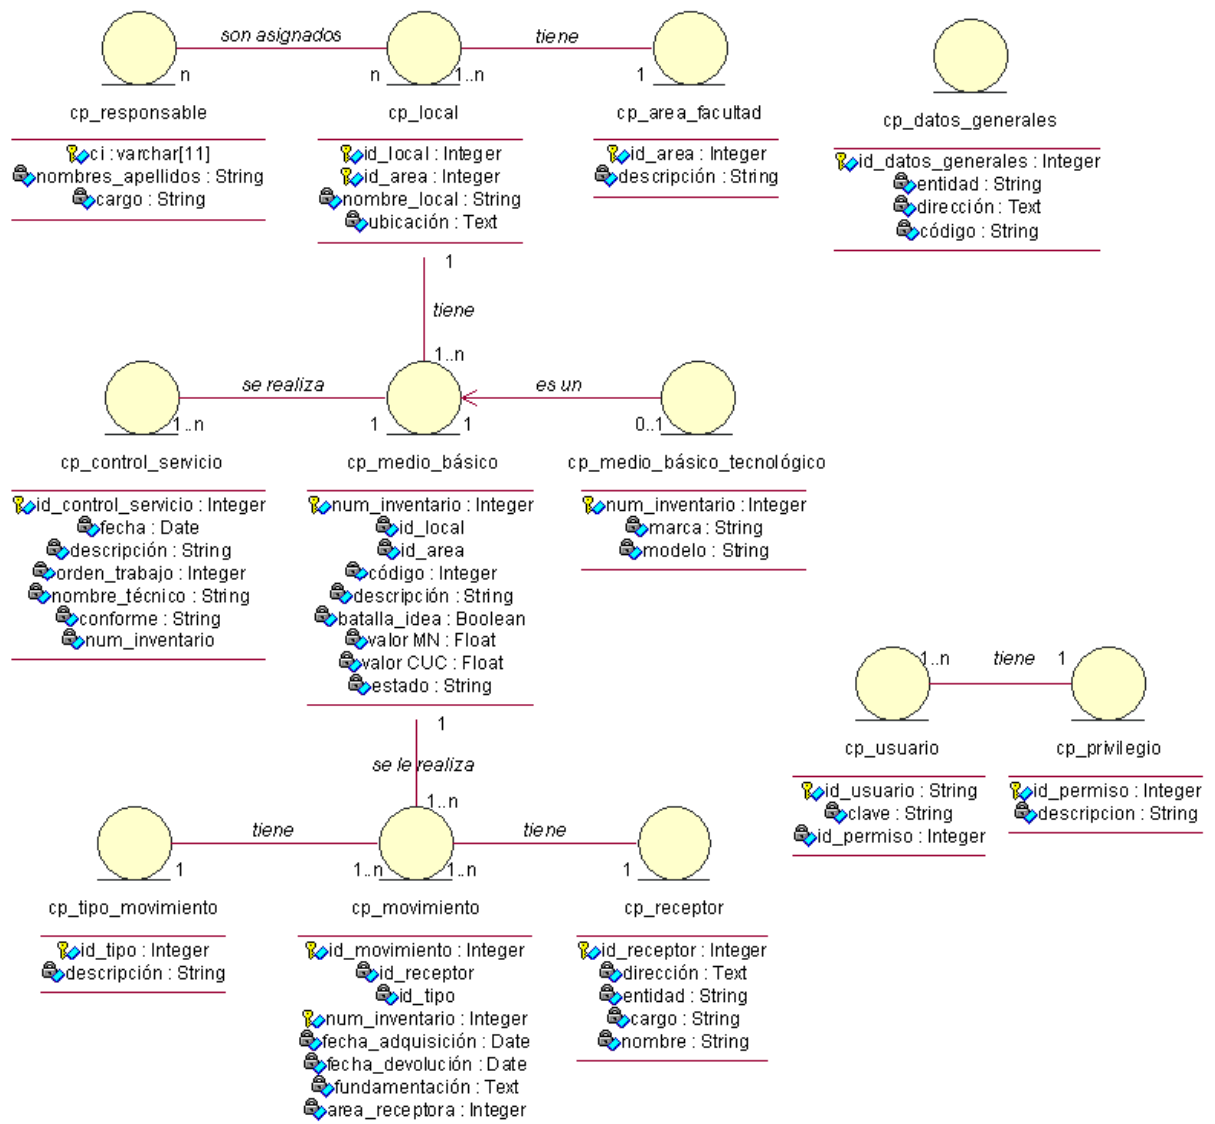 son asignados
tiene
n
n
1..n
1
cp_responsable
cp_local
cp_area_facultad
cp_datos_generales
ci : varchar[11]
nombres_apellidos : String
cargo : String
id_local : Integer
id_area : Integer
nombre_local : String
ubicación : Text
id_area : Integer
descripción : String
id_datos_generales : Integer
entidad : String
dirección : Text
código : String
1
tiene
1..n
se realiza
es un
1..n
1
1
0..1
cp_control_servicio
cp_medio_básico
cp_medio_básico_tecnológico
id_control_servicio : Integer
fecha : Date
descripción : String
orden_trabajo : Integer
nombre_técnico : String
conforme : String
num_inventario
num_inventario : Integer
id_local
id_area
código : Integer
descripción : String
batalla_idea : Boolean
valor MN : Float
valor CUC : Float
estado : String
num_inventario : Integer
marca : String
modelo : String
1..n
tiene
1
cp_usuario
cp_privilegio
id_usuario : String
clave : String
id_permiso : Integer
id_permiso : Integer
descripcion : String
1
se le realiza
1..n
tiene
tiene
1
1..n
1..n
1
cp_tipo_movimiento
cp_movimiento
cp_receptor
id_tipo : Integer
descripción : String
id_movimiento : Integer
id_receptor
id_tipo
num_inventario : Integer
fecha_adquisición : Date
fecha_devolución : Date
fundamentación : Text
area_receptora : Integer
id_receptor : Integer
dirección : Text
entidad : String
cargo : String
nombre : String